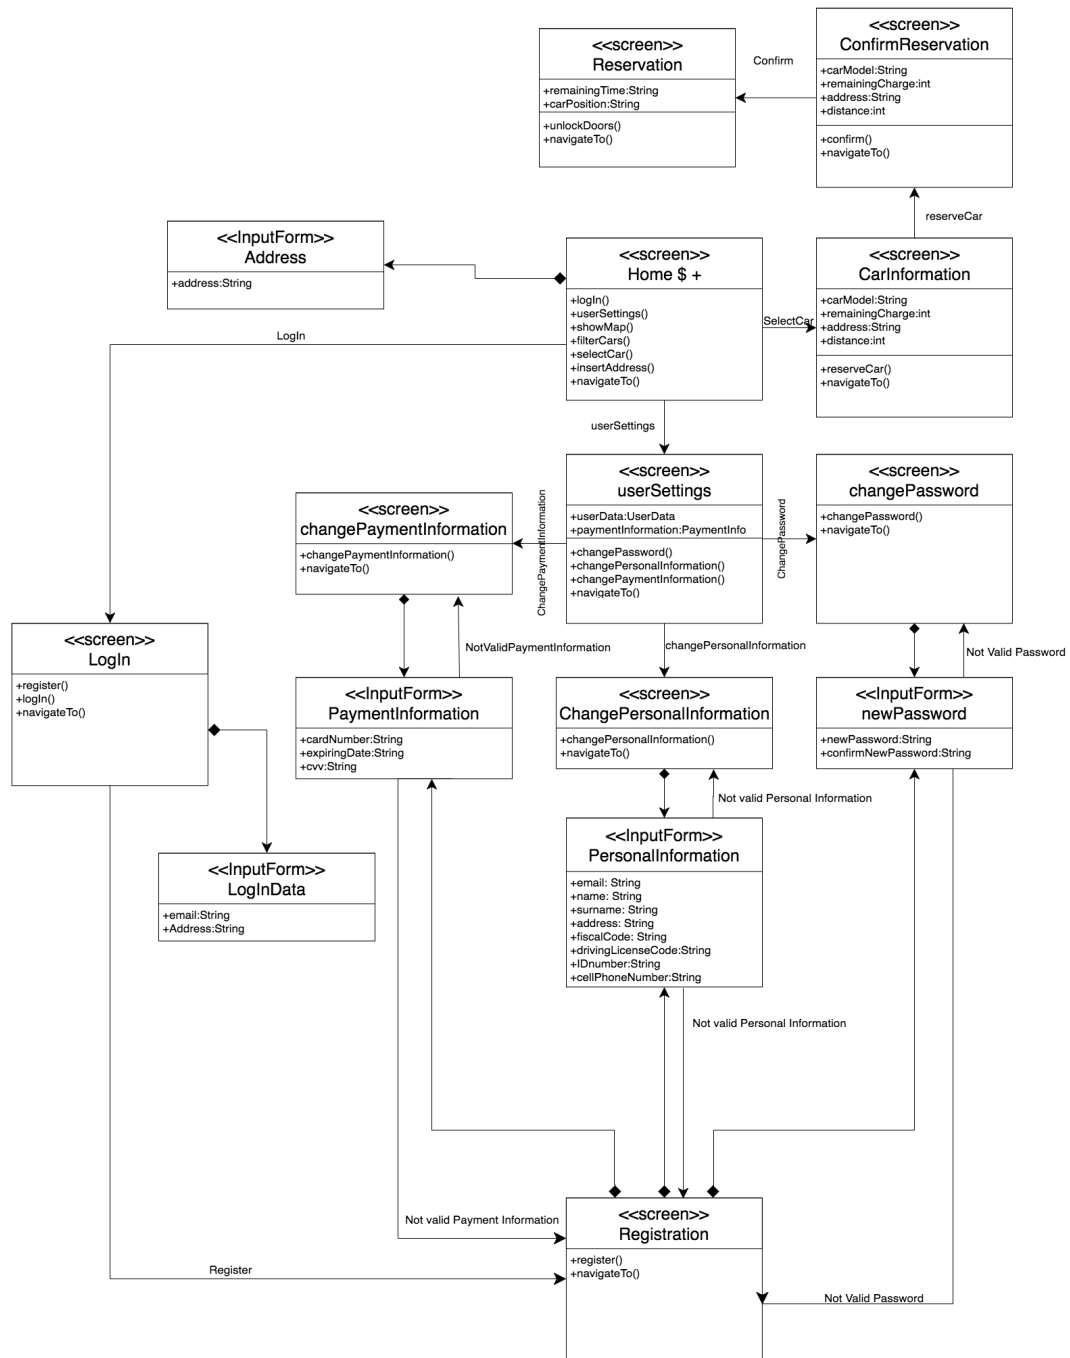 <<screen>>
ConfirmReservation
+carModel:String
+remainingCharge:int
+address:String
+distance:int
+confirm()
+navigateTo()
<<screen>>
Reservation
+remainingTime:String
+carPosition:String
+unlockDoors()
+navigateTo()
Confirm
reserveCar
<<InputForm>>
Address
+address:String
<<screen>>
Home $ +
+logIn()
+userSettings()
+showMap()
+filterCars()
+selectCar()
+insertAddress()
+navigateTo()
SelectCar
<<screen>>
CarInformation
+carModel:String
+remainingCharge:int
+address:String
+distance:int
+reserveCar()
+navigateTo()
LogIn
userSettings
<<screen>>
changePaymentInformation
+changePaymentInformation()
+navigateTo()
ChangePaymentInformation
<<screen>>
userSettings
+userData:UserData
+paymentInformation:PaymentInfo
+changePassword()
+changePersonalInformation()
+changePaymentInformation()
+navigateTo()
ChangePassword
<<screen>>
changePassword
+changePassword()
+navigateTo()
<<screen>>
LogIn
+register()
+logIn()
+navigateTo()
NotValidPaymentInformation
changePersonalInformation
Not Valid Password
<<InputForm>>
PaymentInformation
+cardNumber:String
+expiringDate:String
+cvv:String
<<screen>>
ChangePersonalInformation
+changePersonalInformation()
+navigateTo()
<<InputForm>>
newPassword
+newPassword:String
+confirmNewPassword:String
Not valid Personal Information
<<InputForm>>
LogInData
+email:String
+Address:String
<<InputForm>>
PersonalInformation
+email: String
+name: String
+surname: String
+address: String
+fiscalCode: String
+drivingLicenseCode:String
+IDnumber:String
+cellPhoneNumber:String
Not valid Personal Information
Not valid Payment Information
<<screen>>
Registration
+register()
+navigateTo()
Register
Not Valid Password